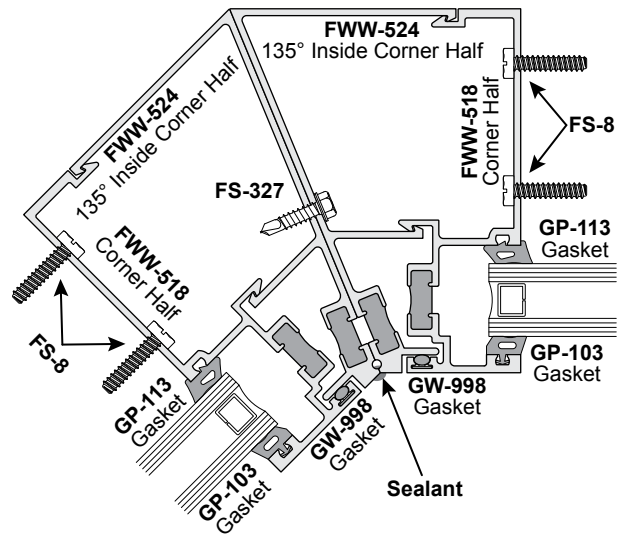 FWW-524
135° Inside Corner Half
FWW-518
Corner Half
FS-8
FWW-524
135° Inside Corner Half
FS-327
GP-113
Gasket
FWW-518
Corner Half
FS-8
GP-113
Gasket
GP-103
Gasket
GW-998
Gasket
GW-998
Gasket
GP-103
Gasket
Sealant